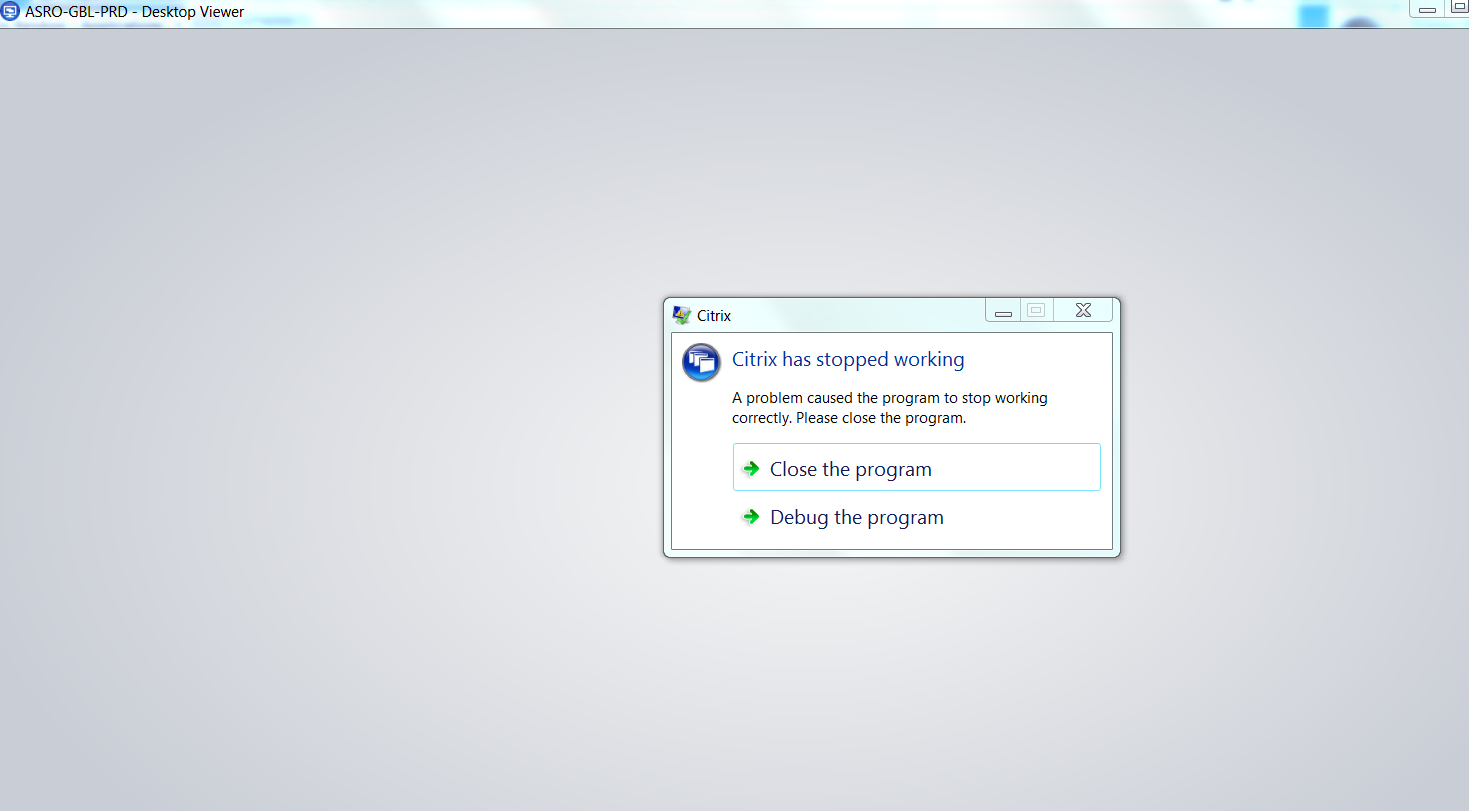 ASRO-GBL-PRD - Desktop Viewer
Citrix
Citrix has stopped working
A problem caused the program to stop working
correctly. Please close the program.
Close the program
Debug the program